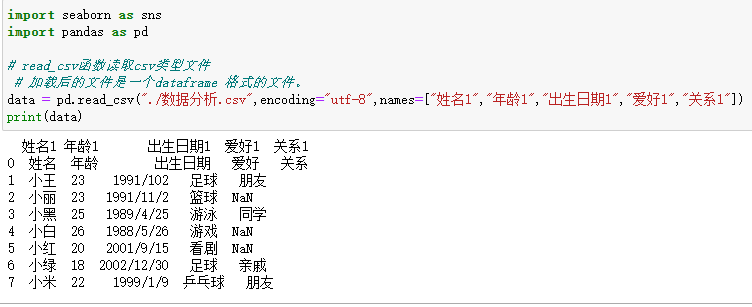 import seaborn as sns
import pandas as pd
# read_csv函数读取csv类型文件
# 加载后的文件是一个dataframe 格式的文件。
data = pd.read_csv("./数据分析.csv",encoding="utf-8",names=["姓名1","年龄1","出生日期1","爱好1","关系1"])
print(data)
姓名1 年龄1 出生日期1 爱好1 关系1
0 姓名 年龄 出生日期 爱好 关系
1 小王 23 1991/102 足球 朋友
2 小丽 23 1991/11/2 篮球 NaN
3 小黑 25 1989/4/25 游泳 同学
4 小白 26 1988/5/26 游戏 NaN
5 小红 20 2001/9/15 看剧 NaN
6 小绿 18 2002/12/30 足球 亲戚
7 小米 22 1999/1/9 乒乓球 朋友